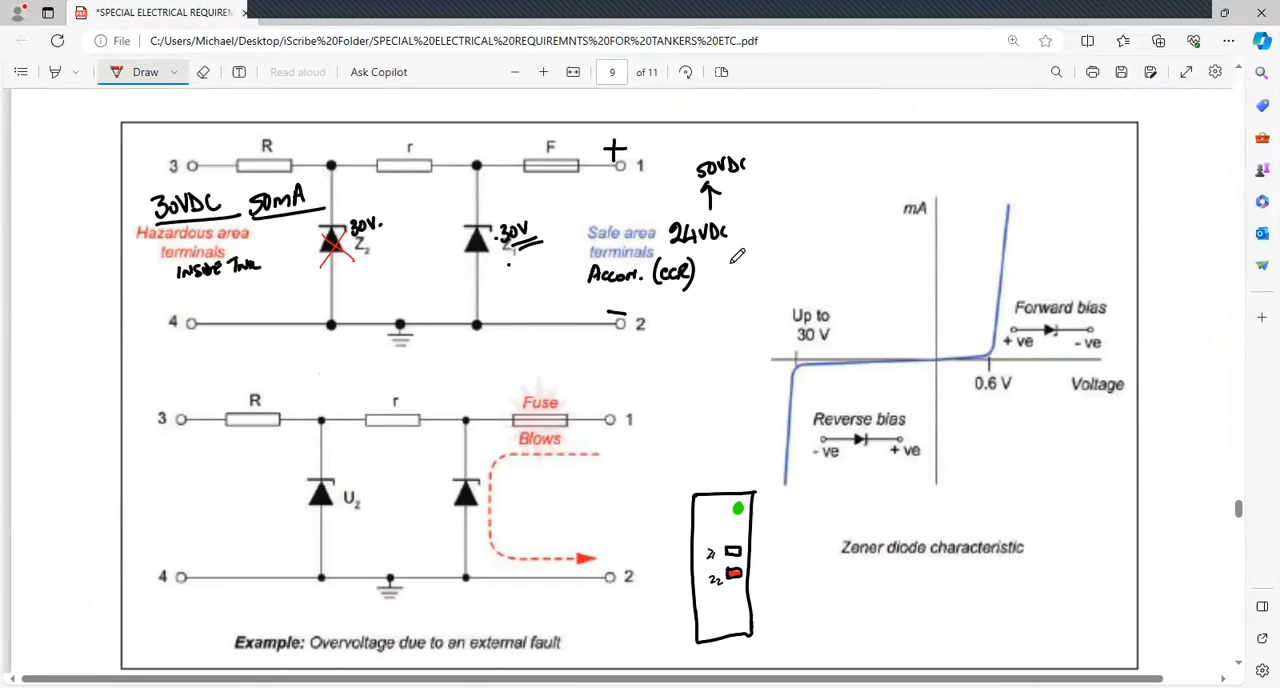 *SPECIAL ELECTRICAL REQUIREM
File
C:/Users/Michael/Desktop/iScribe%20Folder/SPECIAL%20ELECTRICAL%20REQUIREMNTS%20FOR%20TANKERS%20ETC..pdf
Draw
Read aloud
Ask Copilot
9 of 11
3 R r F + 1
50VDC
30VDC 50mA
30V.
30V
24VDC
Hazardous area
terminals
Z2
Z1
Safe area
terminals
INSIDE
Accom. (CCR)
4 - 2
mA
Up to
30 V
Forward bias
+ ve - ve
0.6 V
Voltage
Reverse bias
- ve + ve
Zener diode characteristic
3 R r Fuse 1
Blows
Uz
4 2
Z1
Z2
Example: Overvoltage due to an external fault